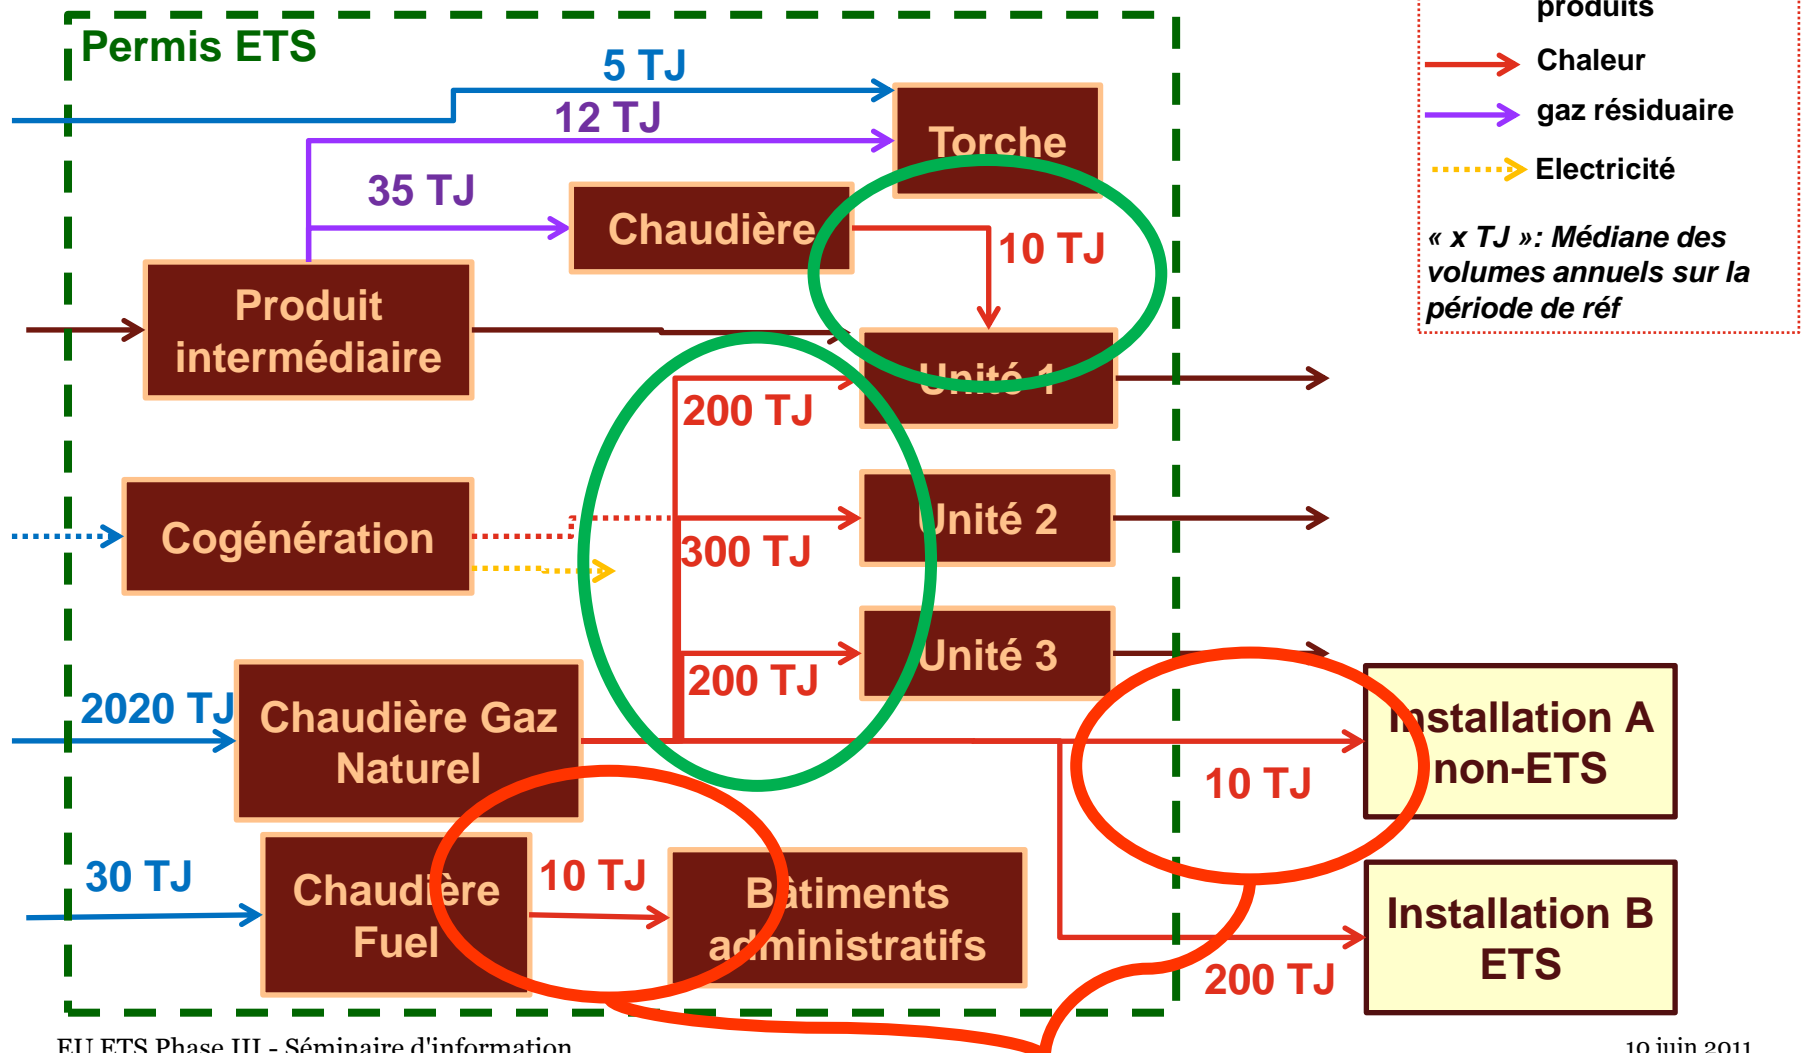 Permis ETS
5 TJ
12 TJ
Torche
35 TJ
Chaudière
10 TJ
Produit
intermédiaire
Unité 1
200 TJ
Cogénération
Unité 2
300 TJ
Unité 3
200 TJ
2020 TJ
Chaudière Gaz
Naturel
Installation A
non-ETS
10 TJ
30 TJ
Chaudière
Fuel
10 TJ
Bâtiments
administratifs
Installation B
ETS
200 TJ
produits
Chaleur
gaz résiduaire
Electricité
« x TJ »: Médiane des
volumes annuels sur la
période de réf
EU ETS Phase III - Séminaire d'information
10 juin 2011